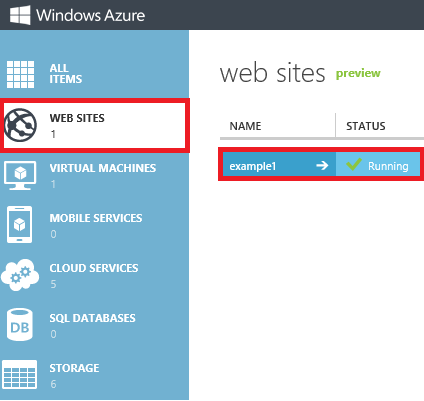 Windows Azure
ALL
ITEMS
WEB SITES
1
VIRTUAL MACHINES
1
MOBILE SERVICES
0
CLOUD SERVICES
5
DB
SQL DATABASES
0
STORAGE
6
web sites preview
NAME STATUS
example1 Running